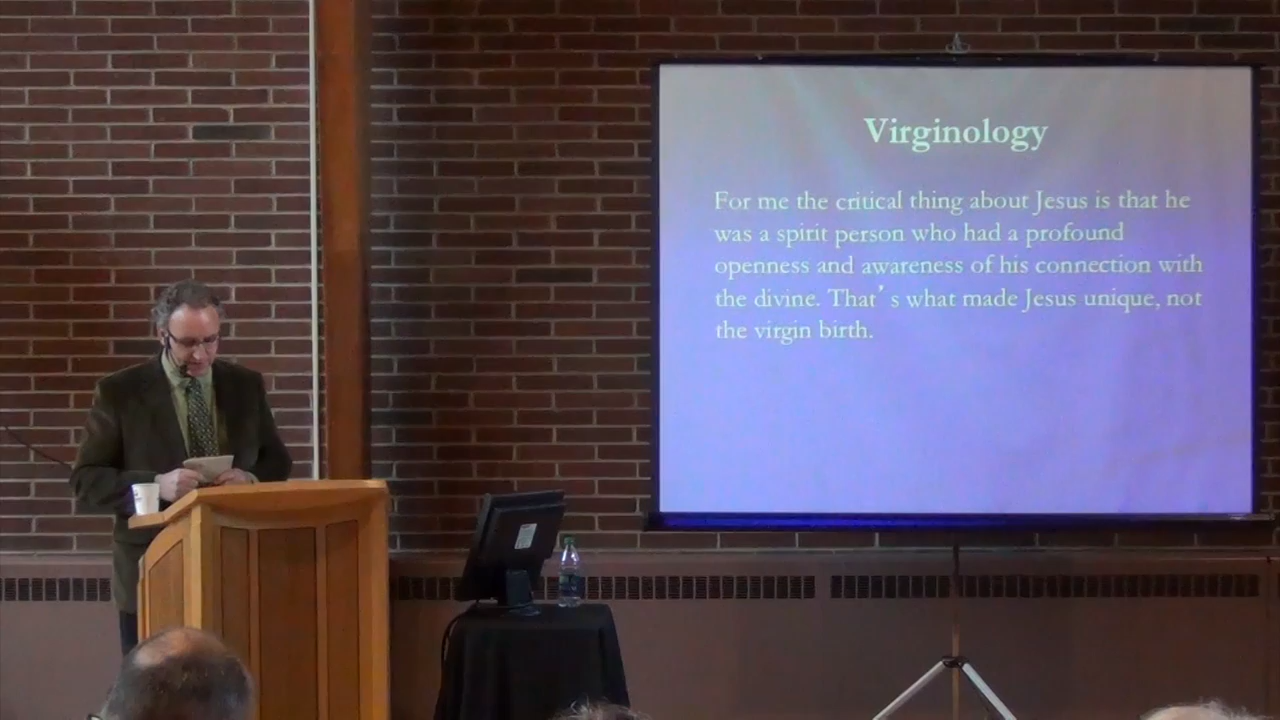 Virginology
For me the critical thing about Jesus is that he
was a spirit person who had a profound
openness and awareness of his connection with
the divine. That's what made Jesus unique, not
the virgin birth.